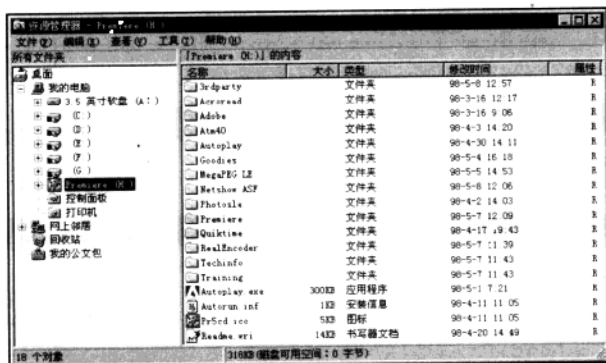 资源管理器 - Premiere (H:)
文件(F) 编辑(E) 查看(V) 工具(T) 帮助(H)
所有文件夹 「Premiere (H:)」的内容
名称 大小 类型 修改时间 属性
桌面
我的电脑
3.5 英寸软盘 (A:)
(C:)
(D:)
(E:)
(F:)
(G:)
Premiere (H:)
控制面板
打印机
网上邻居
回收站
我的公文包
3rdparty 文件夹 98-5-8 12:57 R
Acroread 文件夹 98-3-16 12:17 R
Adobe 文件夹 98-3-16 9:06 R
Atm40 文件夹 98-4-3 14:20 R
Autoplay 文件夹 98-4-30 14:11 R
Goodies 文件夹 98-5-4 16:18 R
MegaPEG LE 文件夹 98-5-5 14:53 R
Netshow ASF 文件夹 98-5-8 12:06 R
Photosla 文件夹 98-4-2 14:03 R
Premiere 文件夹 98-5-7 12:09 R
Quiktime 文件夹 98-4-17 19:43 R
RealEncoder 文件夹 98-5-7 11:39 R
Techinfo 文件夹 98-5-7 11:43 R
Training 文件夹 98-5-7 11:43 R
Autoplay.exe 300KB 应用程序 98-5-1 7:21 R
Autorun.inf 1KB 安装信息 98-4-11 11:05 R
Pr5cd.ico 5KB 图标 98-4-11 11:05 R
Readme.wri 14KB 书写器文档 98-4-20 14:49 R
18 个对象 318KB(磁盘可用空间:0 字节)